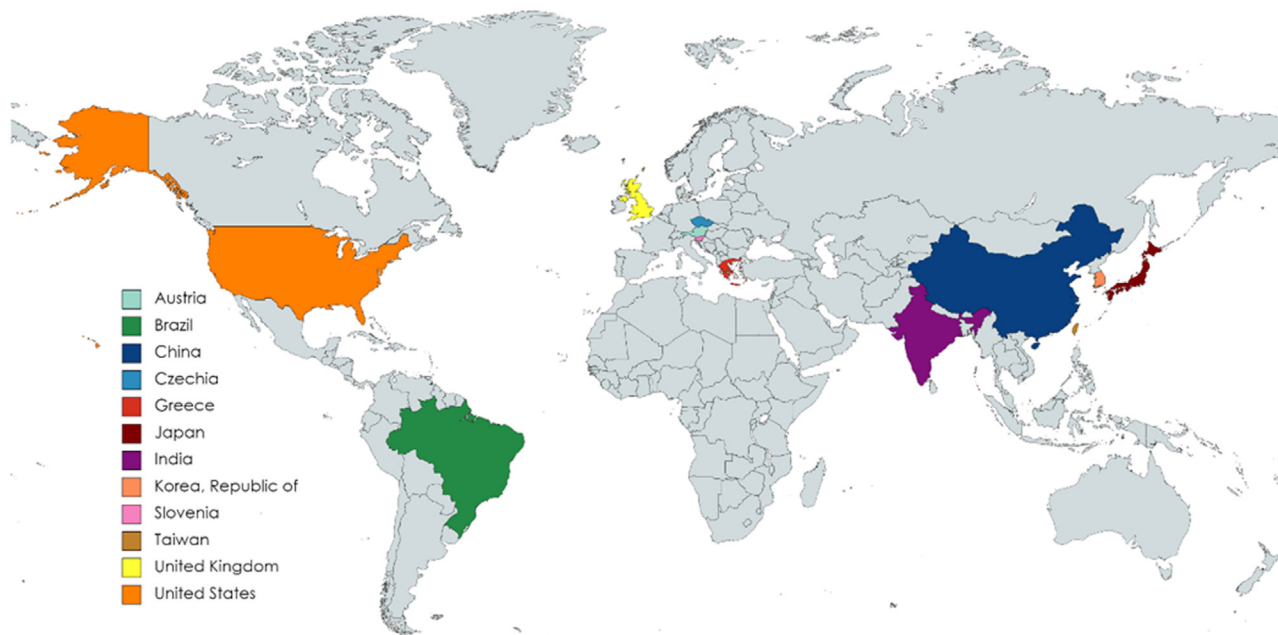 Austria
Brazil
China
Czechia
Greece
Japan
India
Korea, Republic of
Slovenia
Taiwan
United Kingdom
United States